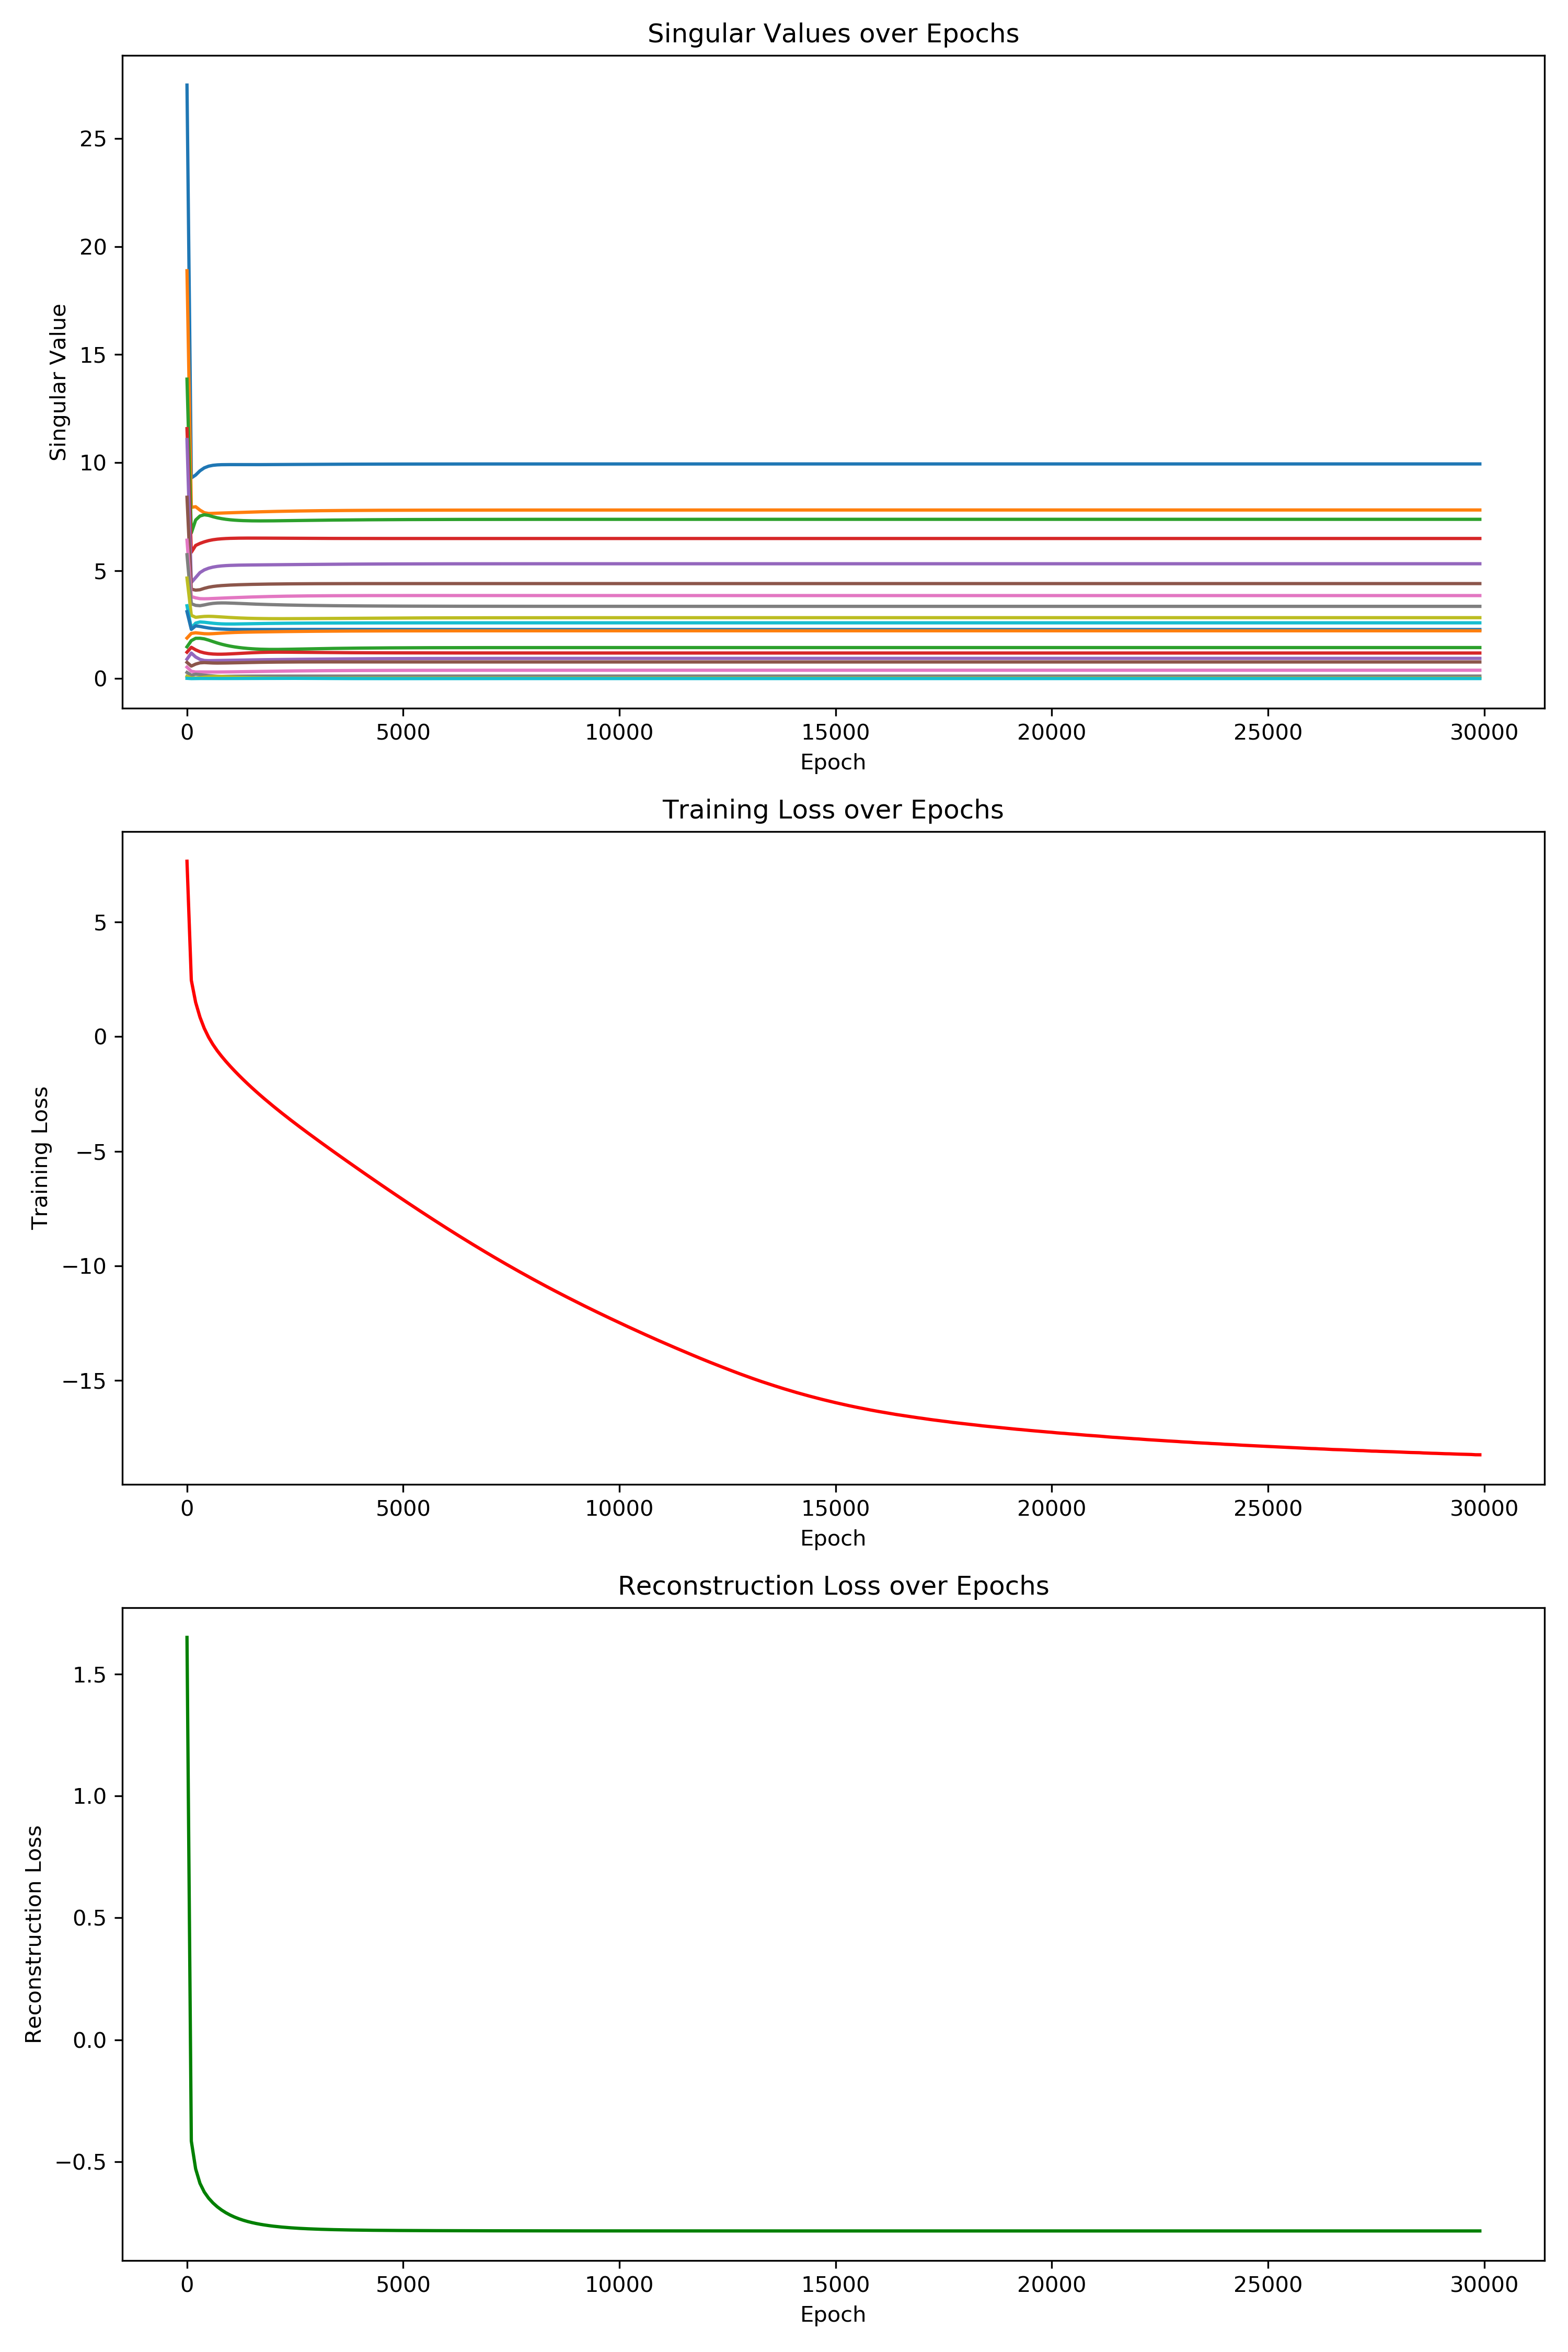 Singular Values over Epochs
25
20
15
10
5
0
Singular Value
0 5000 10000 15000 20000 25000 30000
Epoch
Training Loss over Epochs
5
0
−5
−10
−15
Training Loss
0 5000 10000 15000 20000 25000 30000
Epoch
Reconstruction Loss over Epochs
1.5
1.0
0.5
0.0
−0.5
Reconstruction Loss
0 5000 10000 15000 20000 25000 30000
Epoch